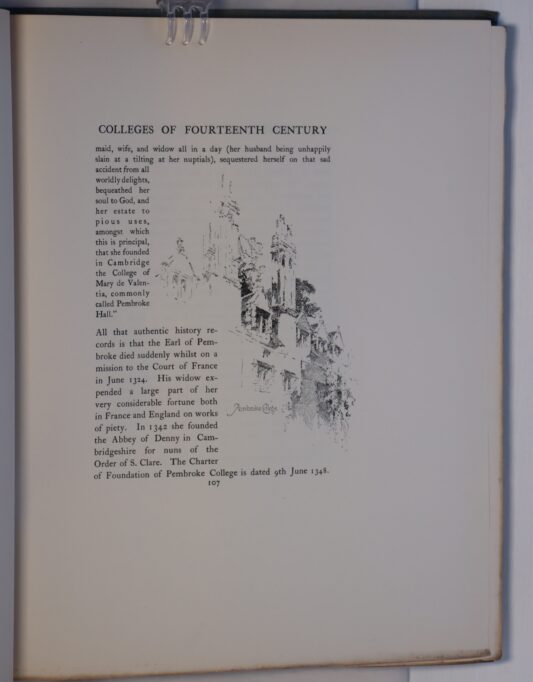 COLLEGES OF FOURTEENTH CENTURY
maid, wife, and widow all in a day (her husband being unhappily
slain at a tilting at her nuptials), sequestered herself on that sad
accident from all
worldly delights,
bequeathed her
soul to God, and
her estate to
pious uses,
amongst which
this is principal,
that she founded
in Cambridge
the College of
Mary de Valen-
tia, commonly
called Pembroke
Hall."
All that authentic history re-
cords is that the Earl of Pem-
broke died suddenly whilst on a
mission to the Court of France
in June 1324. His widow ex-
pended a large part of her
very considerable fortune both
in France and England on works
of piety. In 1342 she founded
the Abbey of Denny in Cam-
bridgeshire for nuns of the
Order of S. Clare. The Charter
of Foundation of Pembroke College is dated 9th June 1348.
107
Pembroke College